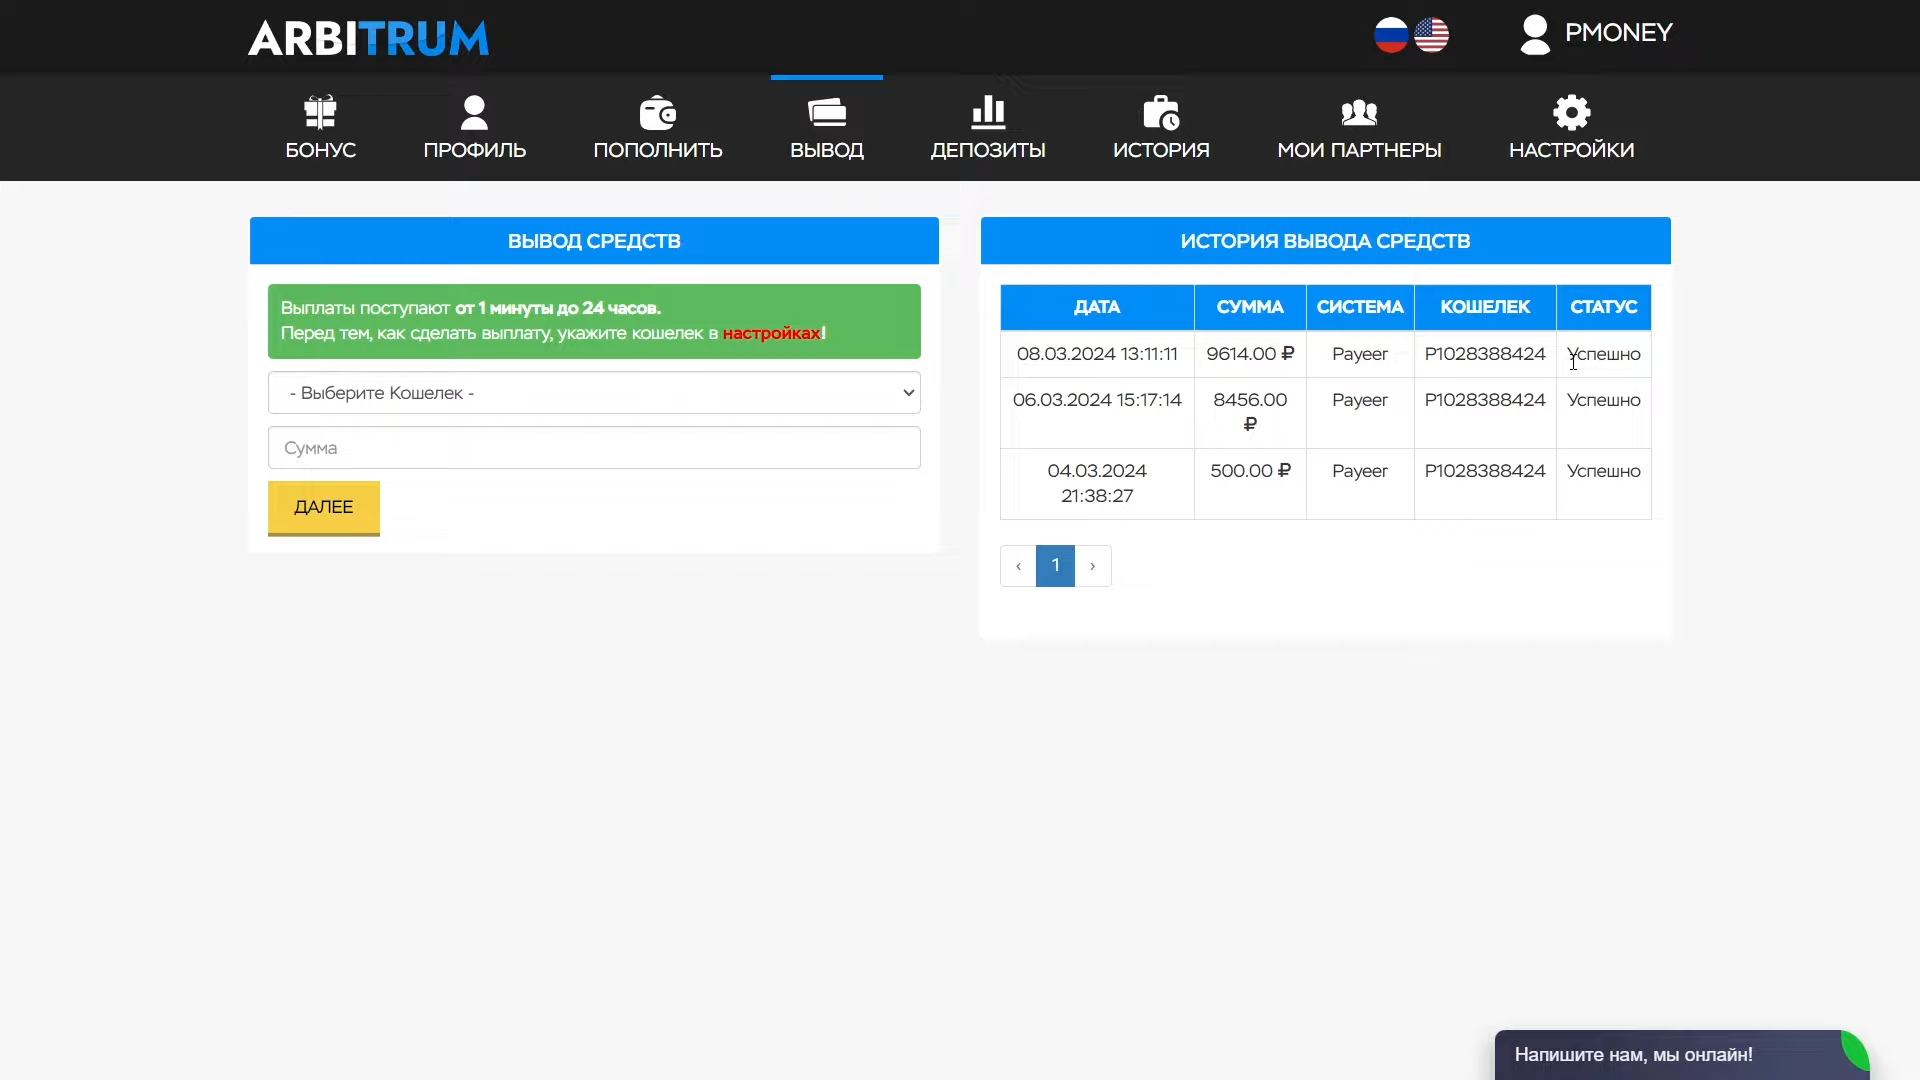 ARBITRUM
PMONEY
БОНУС
ПРОФИЛЬ
ПОПОЛНИТЬ
ВЫВОД
ДЕПОЗИТЫ
ИСТОРИЯ
МОИ ПАРТНЕРЫ
НАСТРОЙКИ
ВЫВОД СРЕДСТВ
Выплаты поступают от 1 минуты до 24 часов.
Перед тем, как сделать выплату, укажите кошелек в настройках!
- Выберите Кошелек -
Сумма
ДАЛЕЕ
ИСТОРИЯ ВЫВОДА СРЕДСТВ
ДАТА СУММА СИСТЕМА КОШЕЛЕК СТАТУС
08.03.2024 13:11:11 9614.00 ₽ Payeer P1028388424 Успешно
06.03.2024 15:17:14 8456.00 Payeer P1028388424 Успешно
₽
04.03.2024 500.00 ₽ Payeer P1028388424 Успешно
21:38:27
‹ 1 ›
Напишите нам, мы онлайн!